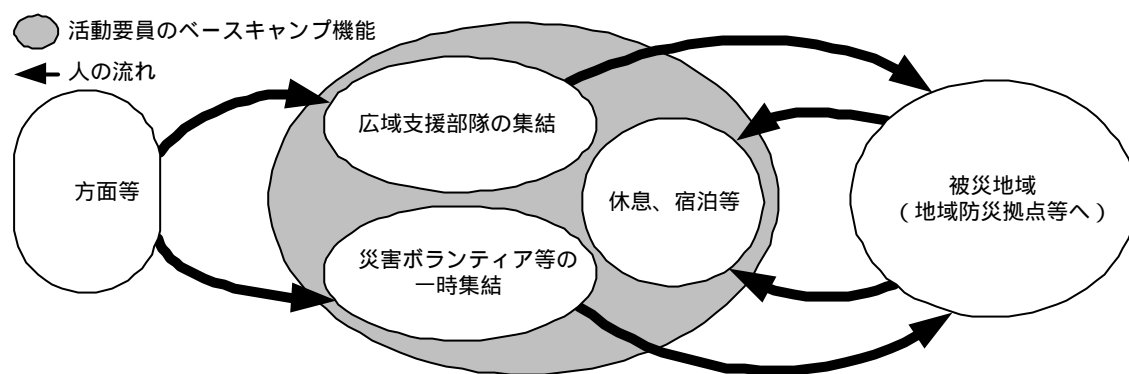 活動要員のベースキャンプ機能
人の流れ
方面等
広域支援部隊の集結
災害ボランティア等の
一時集結
休息、宿泊等
被災地域
（地域防災拠点等へ）